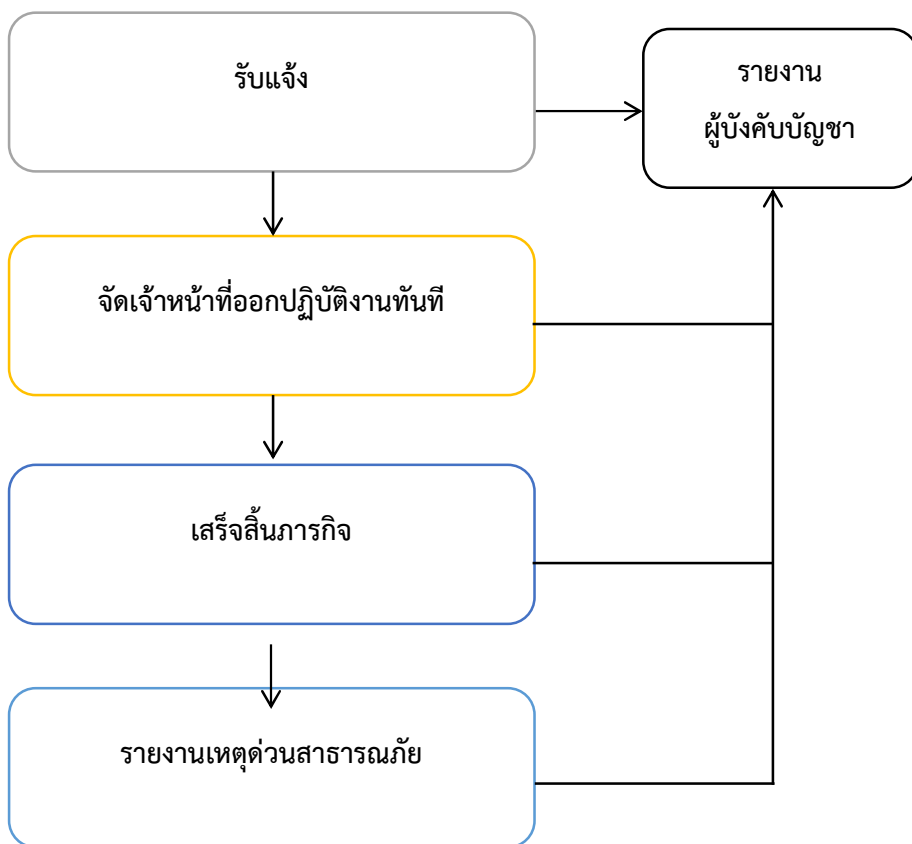 รับแจ้ง
รายงาน
ผู้บังคับบัญชา
จัดเจ้าหน้าที่ออกปฏิบัติงานทันที
เสร็จสิ้นภารกิจ
รายงานเหตุด่วนสาธารณภัย